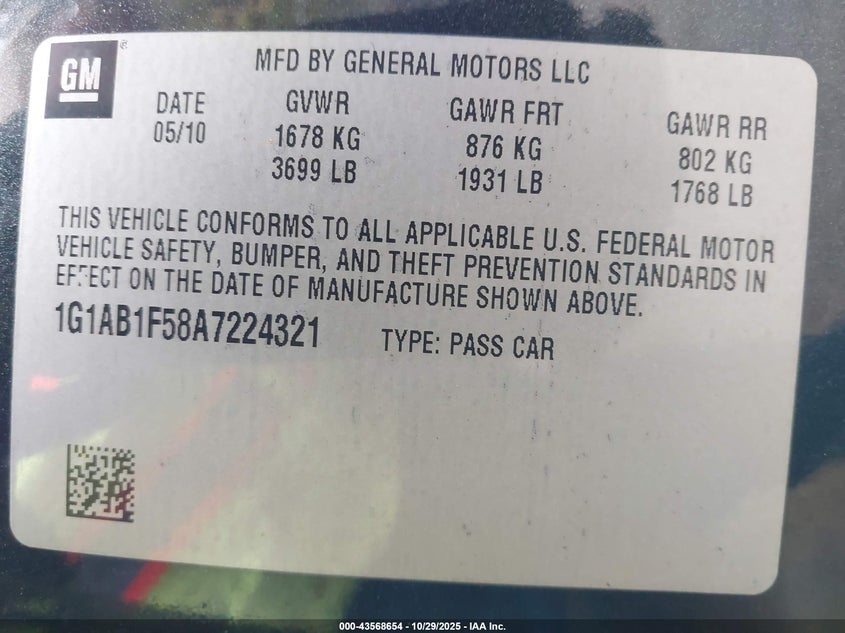 GM
MFD BY GENERAL MOTORS LLC
DATE GVWR GAWR FRT GAWR RR
05/10 1678 KG 876 KG 802 KG
3699 LB 1931 LB 1768 LB
THIS VEHICLE CONFORMS TO ALL APPLICABLE U.S. FEDERAL MOTOR
VEHICLE SAFETY, BUMPER, AND THEFT PREVENTION STANDARDS IN
EFFECT ON THE DATE OF MANUFACTURE SHOWN ABOVE.
1G1AB1F58A7224321 TYPE: PASS CAR
000-43568654 - 10/29/2025 - IAA Inc.